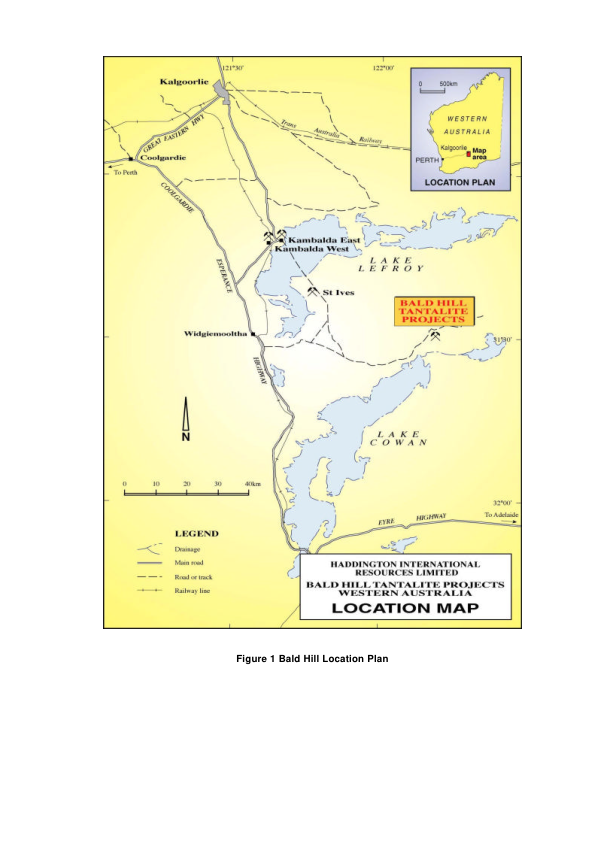 121°30'
122°00'
Kalgoorlie
0 500km
WESTERN
AUSTRALIA
Kalgoorlie
Map
area
PERTH
LOCATION PLAN
GREAT EASTERN HWY
Trans Australia Railway
Coolgardie
To Perth
COOLGARDIE
ESPERANCE
HIGHWAY
Kambalda East
Kambalda West
LAKE
LEFROY
St Ives
BALD HILL
TANTALITE
PROJECTS
Widgiemooltha
31°30'
N
LAKE
COWAN
0 10 20 30 40km
32°00'
To Adelaide
EYRE HIGHWAY
LEGEND
Drainage
Main road
Road or track
Railway line
HADDINGTON INTERNATIONAL
RESOURCES LIMITED
BALD HILL TANTALITE PROJECTS
WESTERN AUSTRALIA
LOCATION MAP
Figure 1 Bald Hill Location Plan